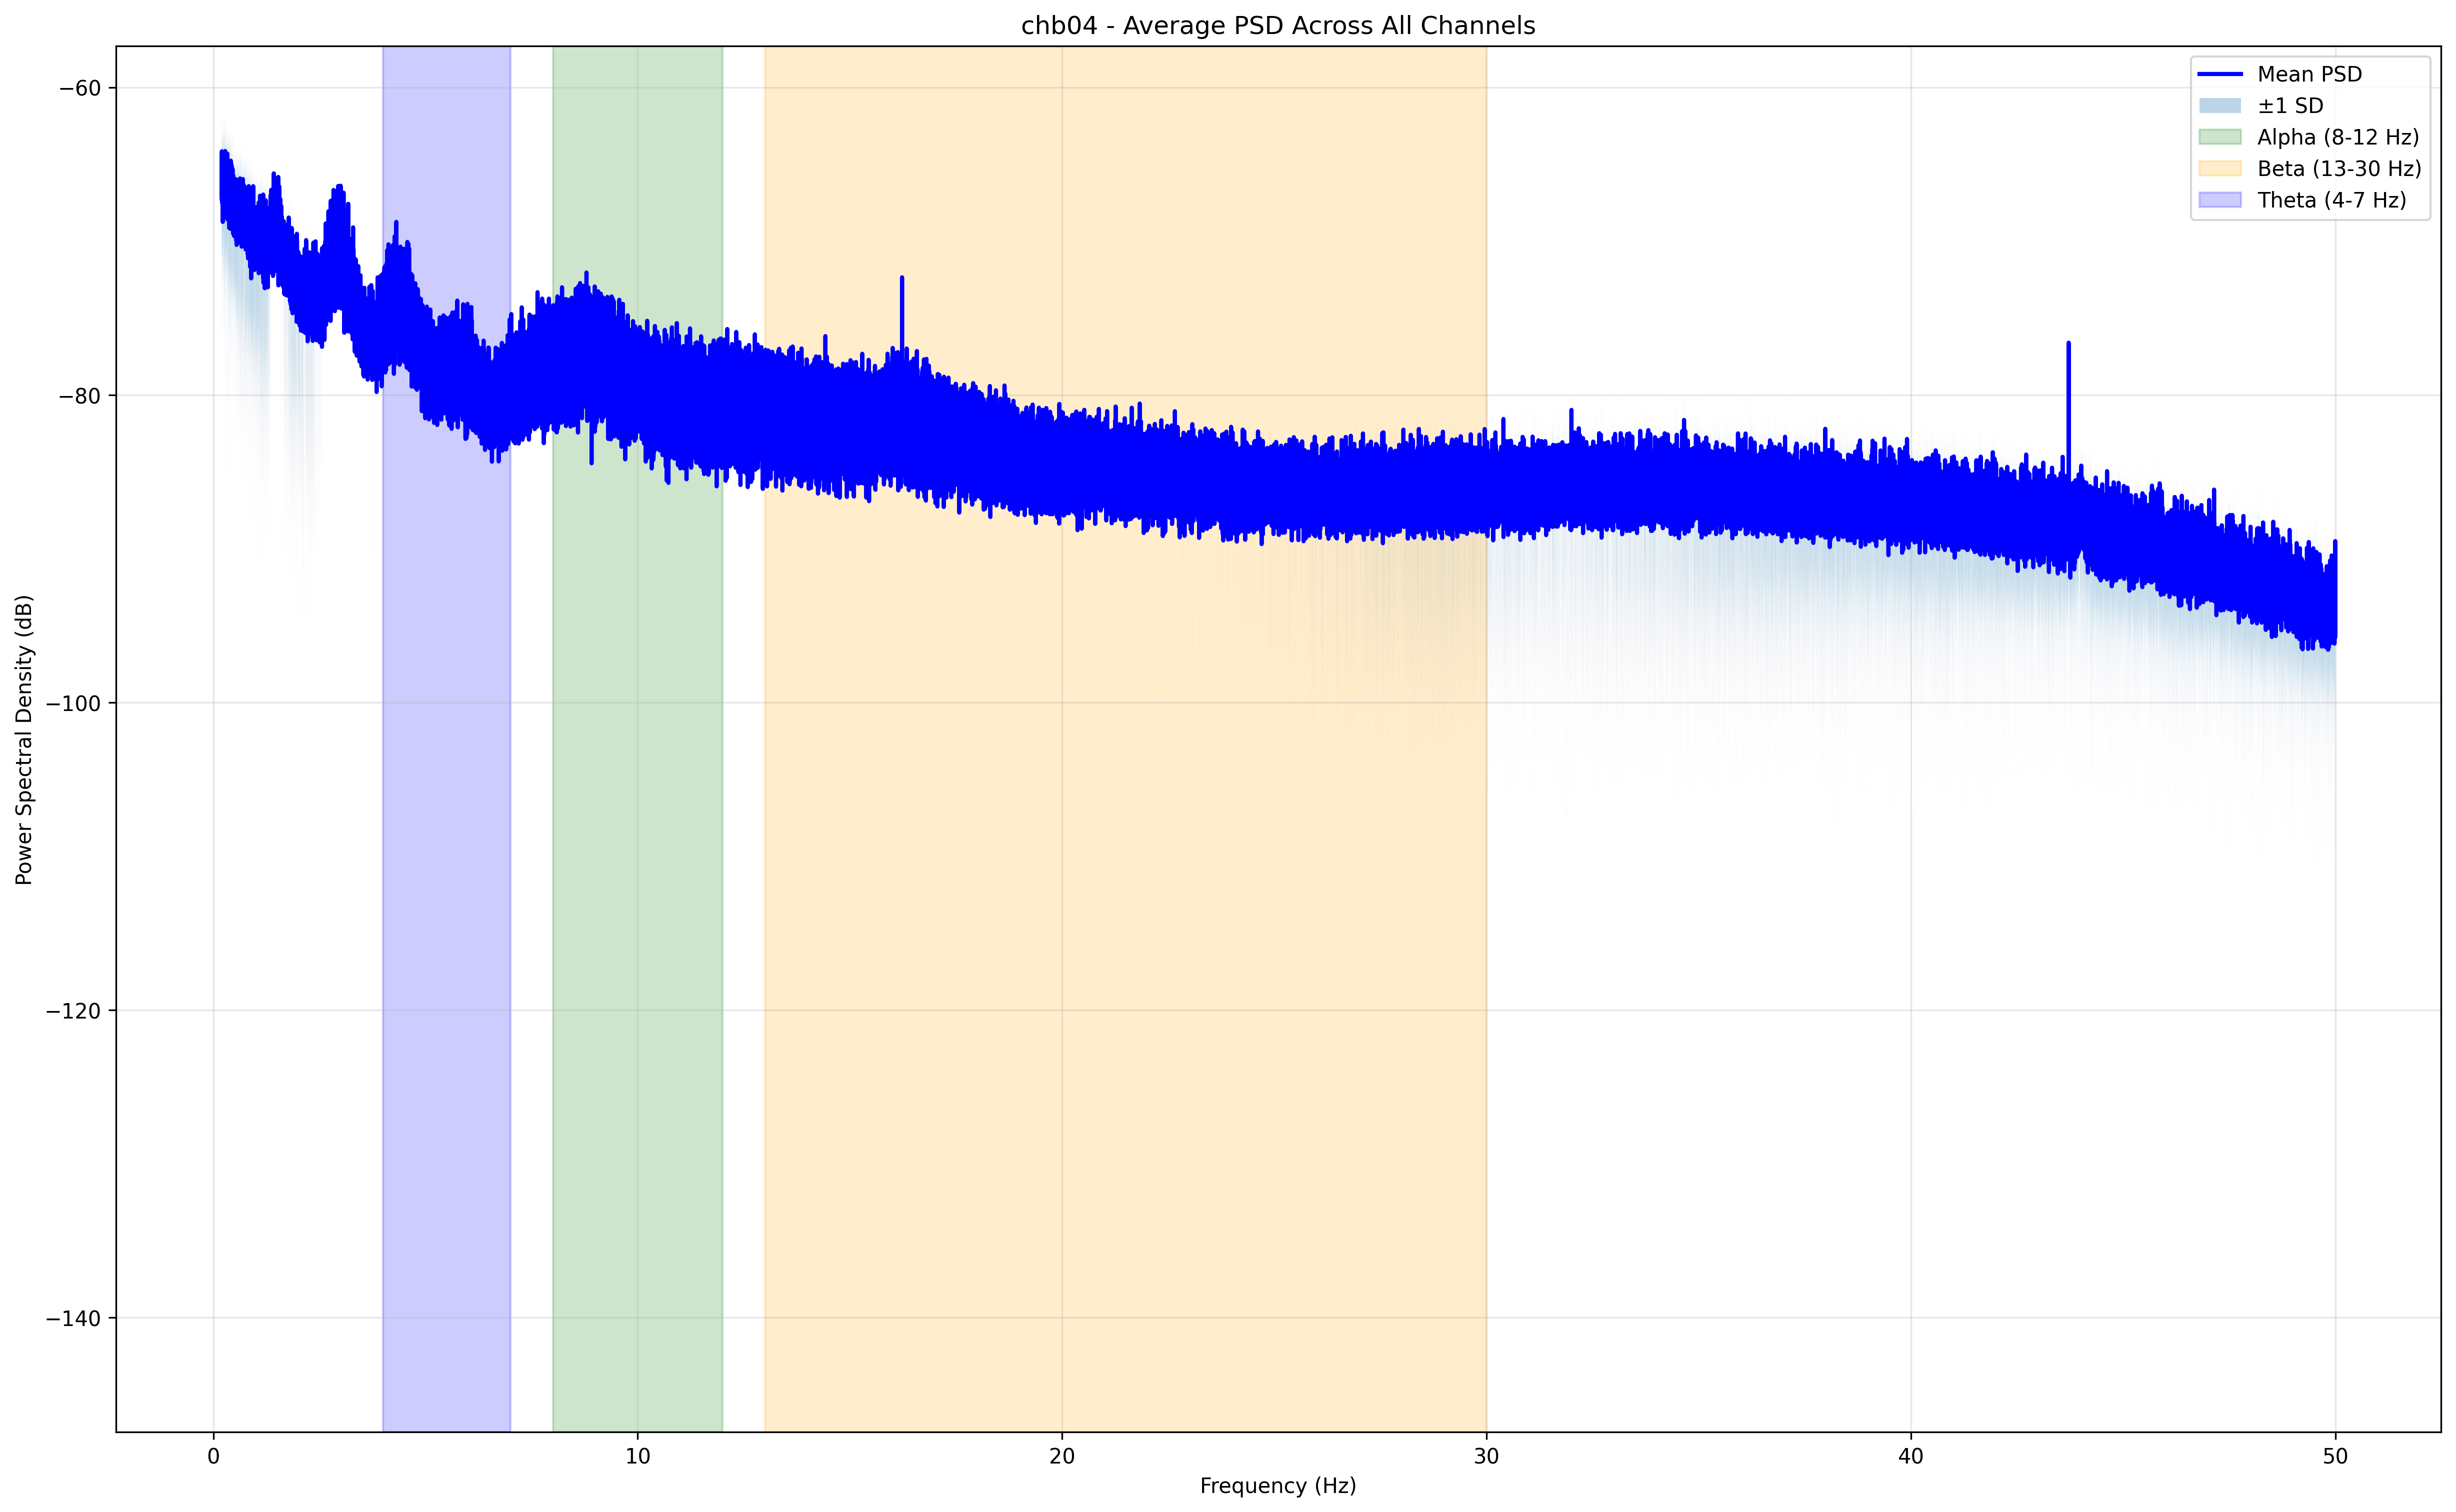 chb04 - Average PSD Across All Channels
Mean PSD
±1 SD
Alpha (8-12 Hz)
Beta (13-30 Hz)
Theta (4-7 Hz)
Power Spectral Density (dB)
−60
−80
−100
−120
−140
0 10 20 30 40 50
Frequency (Hz)